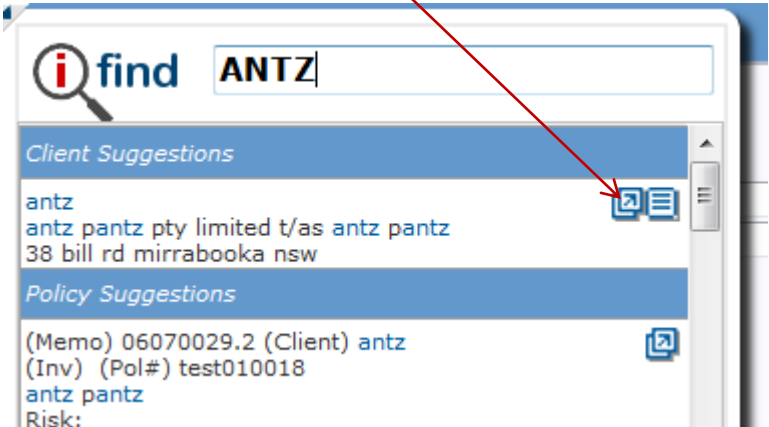 i find ANTZ
Client Suggestions
antz
antz pantz pty limited t/as antz pantz
38 bill rd mirrabooka nsw
Policy Suggestions
(Memo) 06070029.2 (Client) antz
(Inv) (Pol#) test010018
antz pantz
Risk: